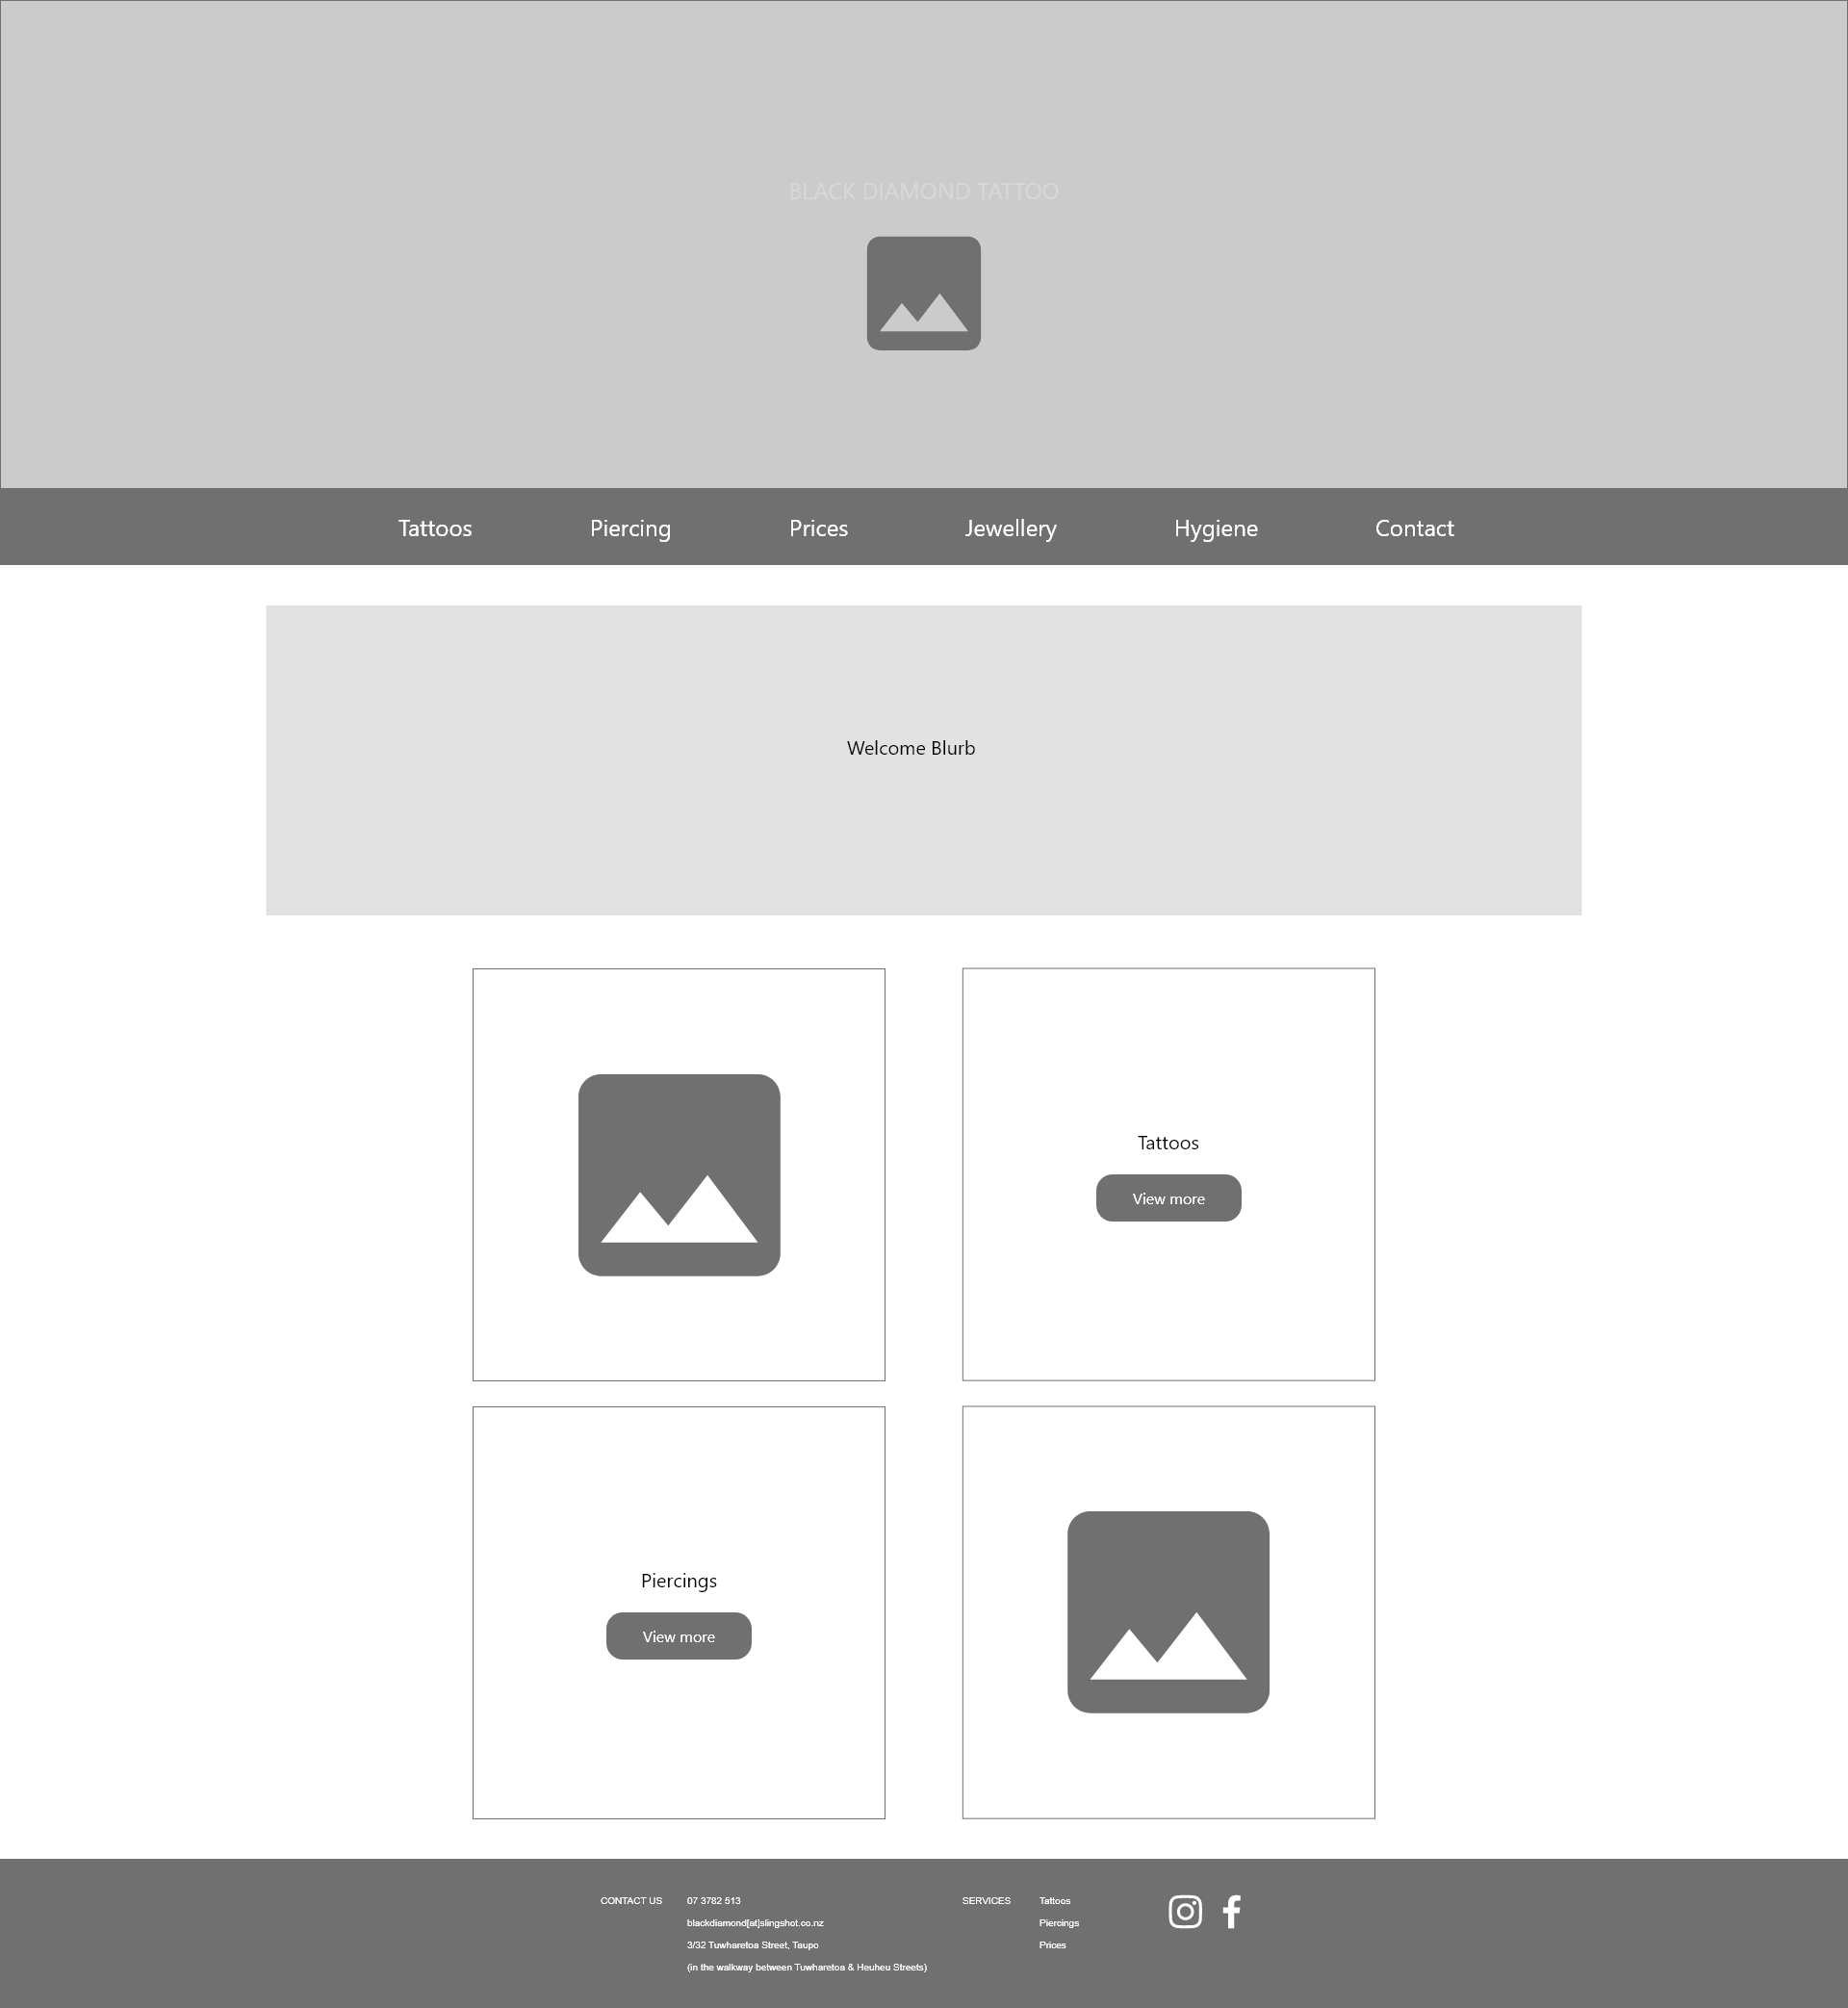 BLACK DIAMOND TATTOO
Tattoos Piercing Prices Jewellery Hygiene Contact
Welcome Blurb
Tattoos
View more
Piercings
View more
CONTACT US 07 3782 513
blackdiamond[at]slingshot.co.nz
3/32 Tuwharetoa Street, Taupo
(in the walkway between Tuwharetoa & Heuheu Streets)
SERVICES Tattoos
Piercings
Prices